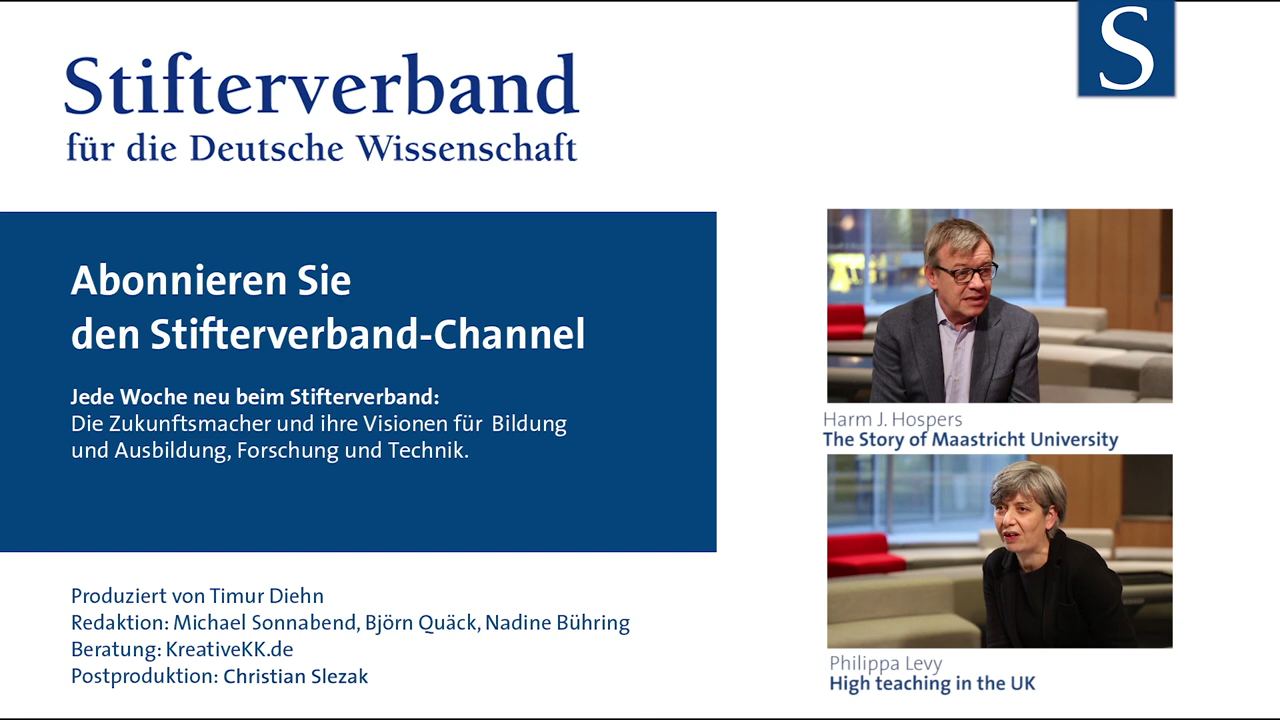 Stifterverband
für die Deutsche Wissenschaft
S
Abonnieren Sie
den Stifterverband-Channel
Jede Woche neu beim Stifterverband:
Die Zukunftsmacher und ihre Visionen für Bildung
und Ausbildung, Forschung und Technik.
Harm J. Hospers
The Story of Maastricht University
Philippa Levy
High teaching in the UK
Produziert von Timur Diehn
Redaktion: Michael Sonnabend, Björn Quäck, Nadine Bühring
Beratung: KreativeKK.de
Postproduktion: Christian Slezak